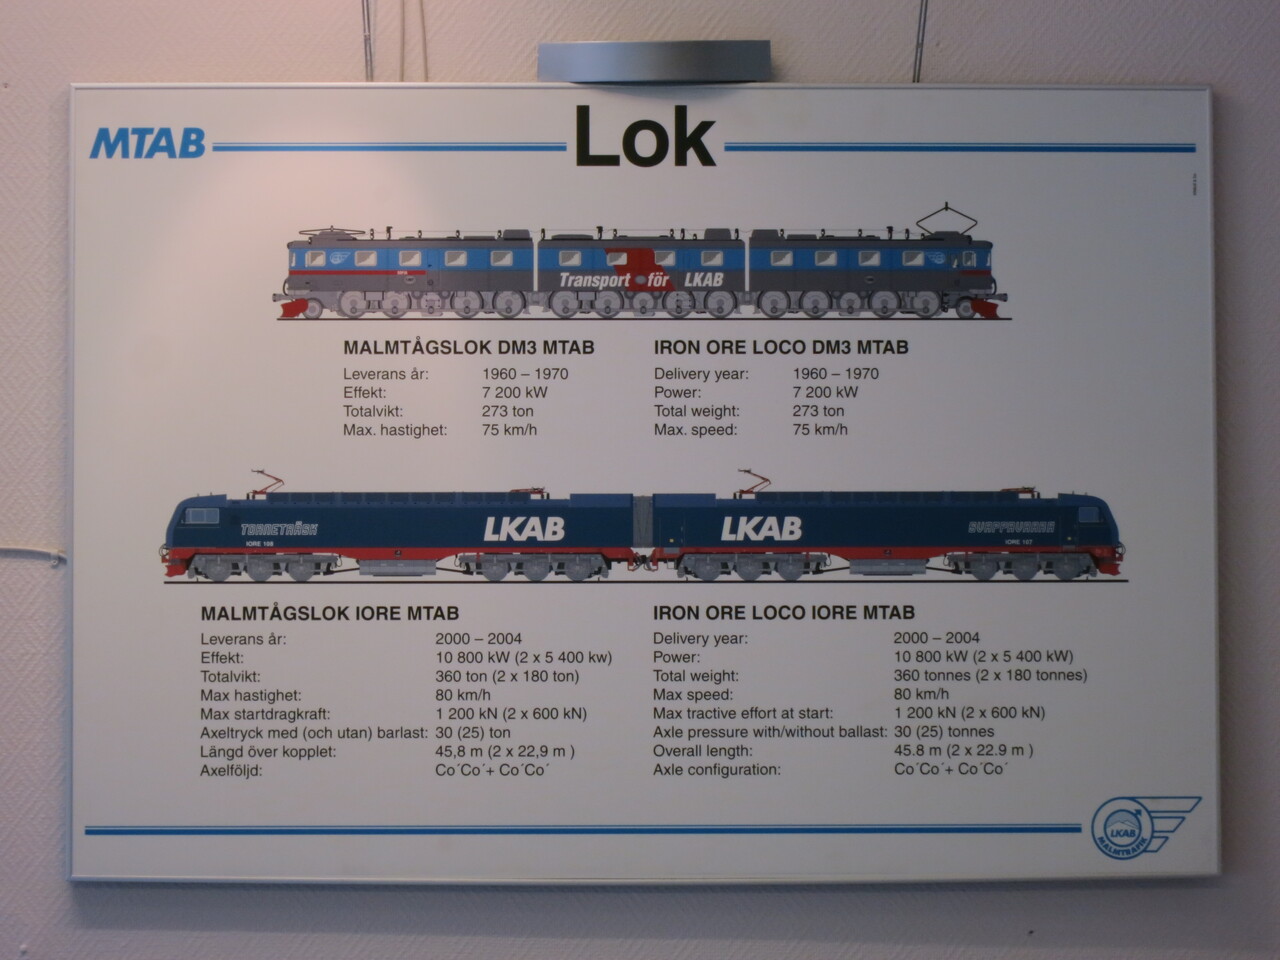 MTAB
Lok
Transport för LKAB
MALMTÅGSLOK DM3 MTAB
Leverans år: 1960 – 1970
Effekt: 7 200 kW
Totalvikt: 273 ton
Max. hastighet: 75 km/h
IRON ORE LOCO DM3 MTAB
Delivery year: 1960 – 1970
Power: 7 200 kW
Total weight: 273 ton
Max. speed: 75 km/h
TORNETRÄSK
IORE 108
LKAB
LKAB
IORE 107
MALMTÅGSLOK IORE MTAB
Leverans år: 2000 – 2004
Effekt: 10 800 kW (2 x 5 400 kw)
Totalvikt: 360 ton (2 x 180 ton)
Max hastighet: 80 km/h
Max startdragkraft: 1 200 kN (2 x 600 kN)
Axeltryck med (och utan) barlast: 30 (25) ton
Längd över kopplet: 45,8 m (2 x 22,9 m )
Axelföljd: Co´Co´+ Co´Co´
IRON ORE LOCO IORE MTAB
Delivery year: 2000 – 2004
Power: 10 800 kW (2 x 5 400 kW)
Total weight: 360 tonnes (2 x 180 tonnes)
Max speed: 80 km/h
Max tractive effort at start: 1 200 kN (2 x 600 kN)
Axle pressure with/without ballast: 30 (25) tonnes
Overall length: 45.8 m (2 x 22.9 m )
Axle configuration: Co´Co´+ Co´Co´
LKAB
MALMTRAFIK